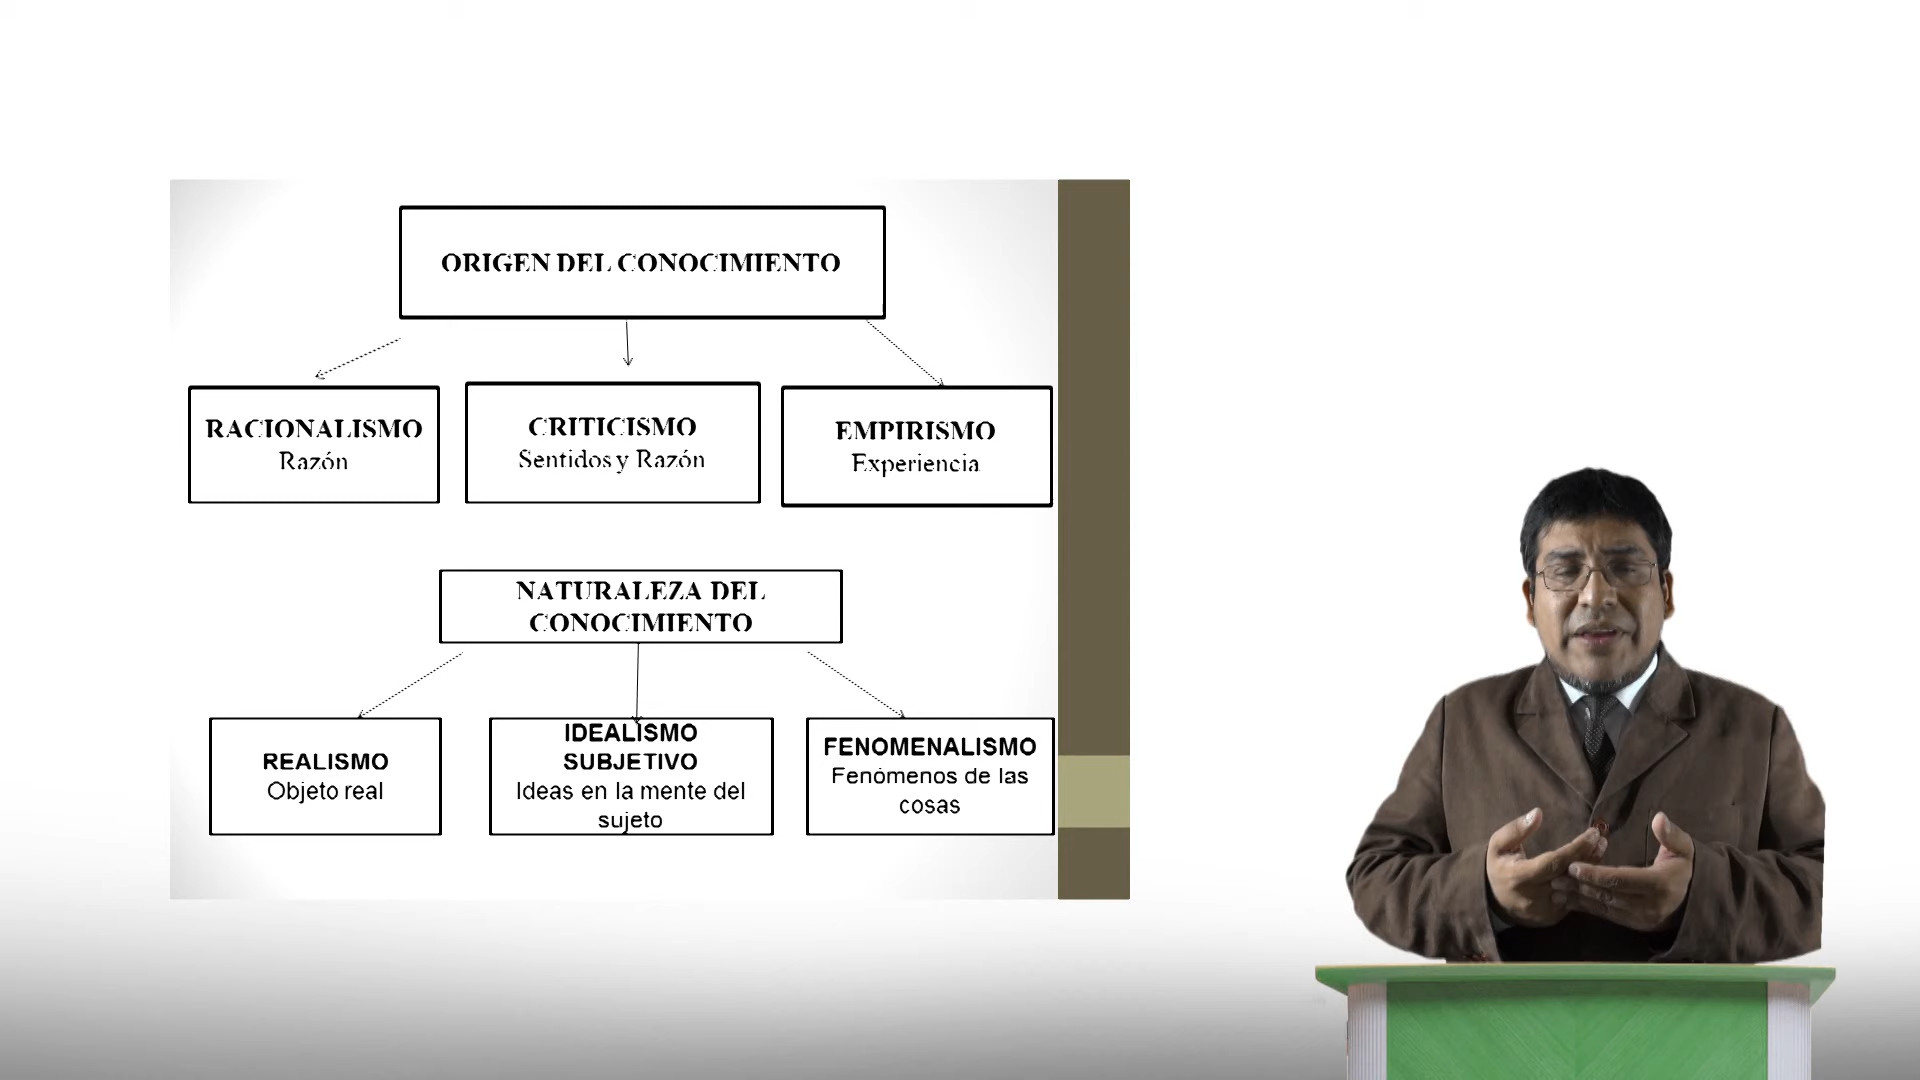 ORIGEN DEL CONOCIMIENTO
RACIONALISMO
Razón
CRITICISMO
Sentidos y Razón
EMPIRISMO
Experiencia
NATURALEZA DEL
CONOCIMIENTO
REALISMO
Objeto real
IDEALISMO
SUBJETIVO
Ideas en la mente del
sujeto
FENOMENALISMO
Fenómenos de las
cosas